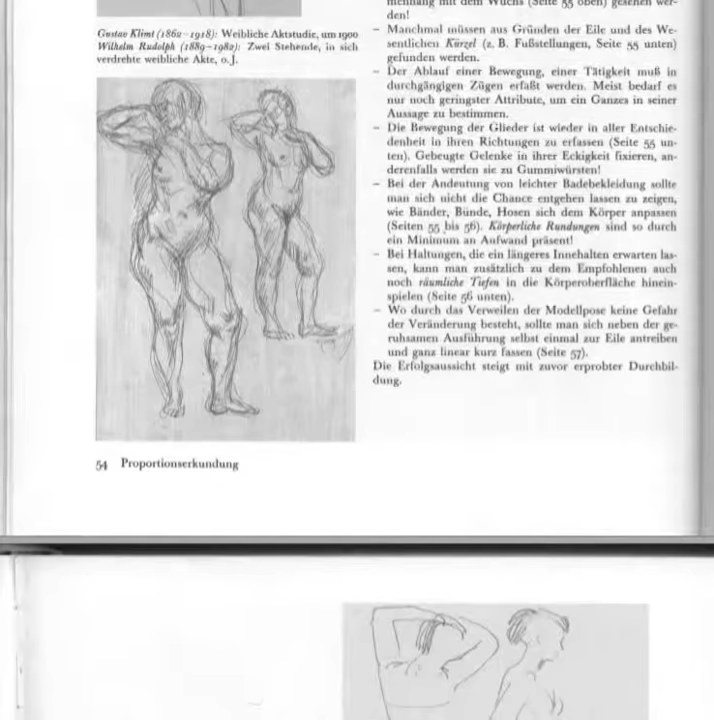 Gustav Klimt (1862–1918): Weibliche Aktstudie, um 1900
Wilhelm Rudolph (1889–1982): Zwei Stehende, in sich
verdrehte weibliche Akte, o. J.
54 Proportionserkundung
mit dem Wuchs (Seite 55 oben) gesehen wer-
den!
– Manchmal müssen aus Gründen der Eile und des We-
sentlichen Kürzel (z. B. Fußstellungen, Seite 55 unten)
gefunden werden.
– Der Ablauf einer Bewegung, einer Tätigkeit muß in
durchgängigen Zügen erfaßt werden. Meist bedarf es
nur noch geringster Attribute, um ein Ganzes in seiner
Aussage zu bestimmen.
– Die Bewegung der Glieder ist wieder in aller Entschie-
denheit in ihren Richtungen zu erfassen (Seite 55 un-
ten). Gebeugte Gelenke in ihrer Eckigkeit fixieren, an-
derenfalls werden sie zu Gummiwürsten!
– Bei der Andeutung von leichter Badebekleidung sollte
man sich nicht die Chance entgehen lassen zu zeigen,
wie Bänder, Bunde, Hosen sich dem Körper anpassen
(Seiten 55 bis 56). Körperliche Rundungen sind so durch
ein Minimum an Aufwand präsent!
– Bei Haltungen, die ein längeres Innehalten erwarten las-
sen, kann man zusätzlich zu dem Empfohlenen auch
noch räumliche Tiefen in die Körperoberfläche hinein-
spielen (Seite 56 unten).
– Wo durch das Verweilen der Modellpose keine Gefahr
der Veränderung besteht, sollte man sich neben der ge-
ruhsamen Ausführung selbst einmal zur Eile antreiben
und ganz linear kurz fassen (Seite 57).
Die Erfolgsaussicht steigt mit zuvor erprobter Durchbil-
dung.